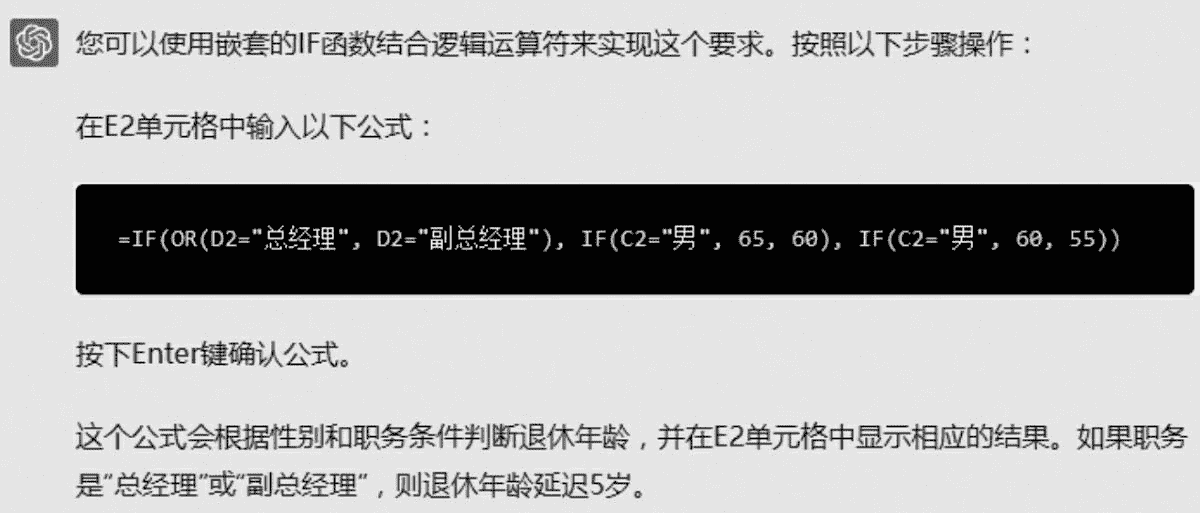 您可以使用嵌套的IF函数结合逻辑运算符来实现这个要求。按照以下步骤操作：
在E2单元格中输入以下公式：
=IF(OR(D2="总经理", D2="副总经理"), IF(C2="男", 65, 60), IF(C2="男", 60, 55))
按下Enter键确认公式。
这个公式会根据性别和职务条件判断退休年龄，并在E2单元格中显示相应的结果。如果职务
是“总经理”或“副总经理”，则退休年龄延迟5岁。